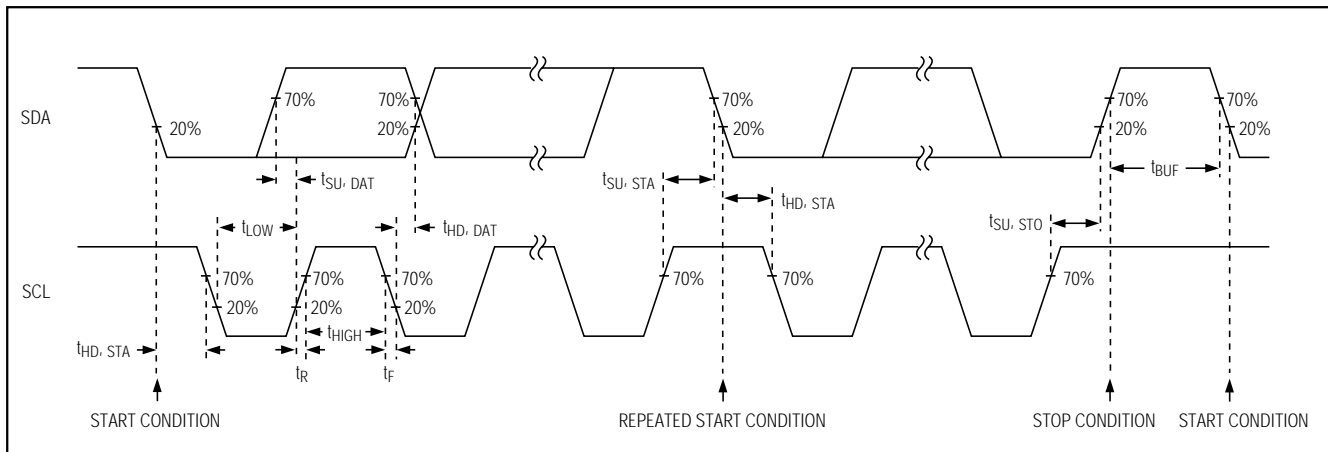 SDA
70%
20%
70%
20%
70%
20%
70%
20%
70%
20%
tSU, DAT
tSU, STA
tBUF
tLOW
tHD, DAT
tHD, STA
tSU, STO
SCL
70%
20%
70%
20%
70%
20%
70%
70%
70%
tHIGH
tHD, STA
tR
tF
START CONDITION
REPEATED START CONDITION
STOP CONDITION
START CONDITION